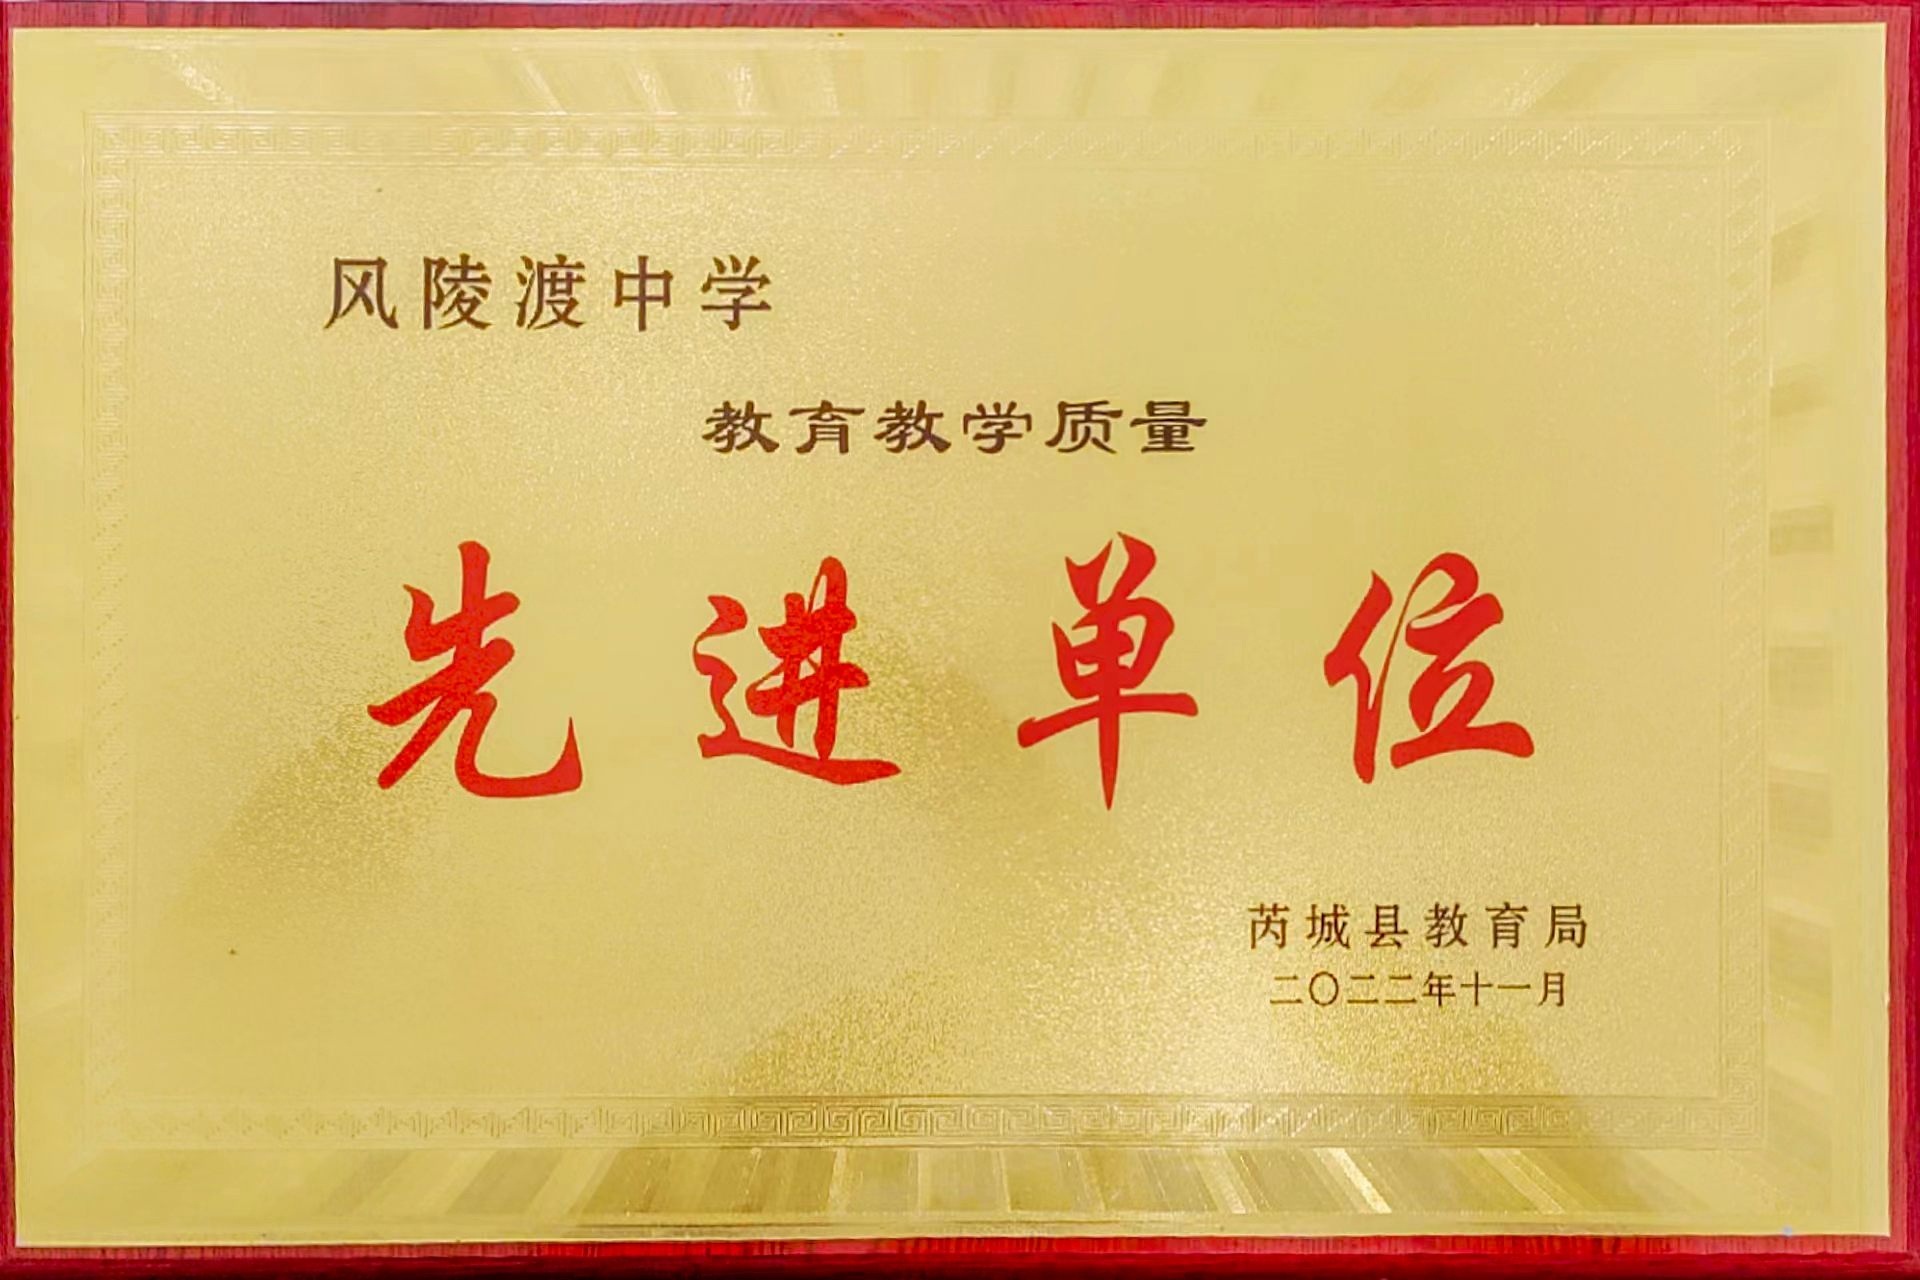 风陵渡中学
教育教学质量
先进单位
芮城县教育局
二〇二二年十一月